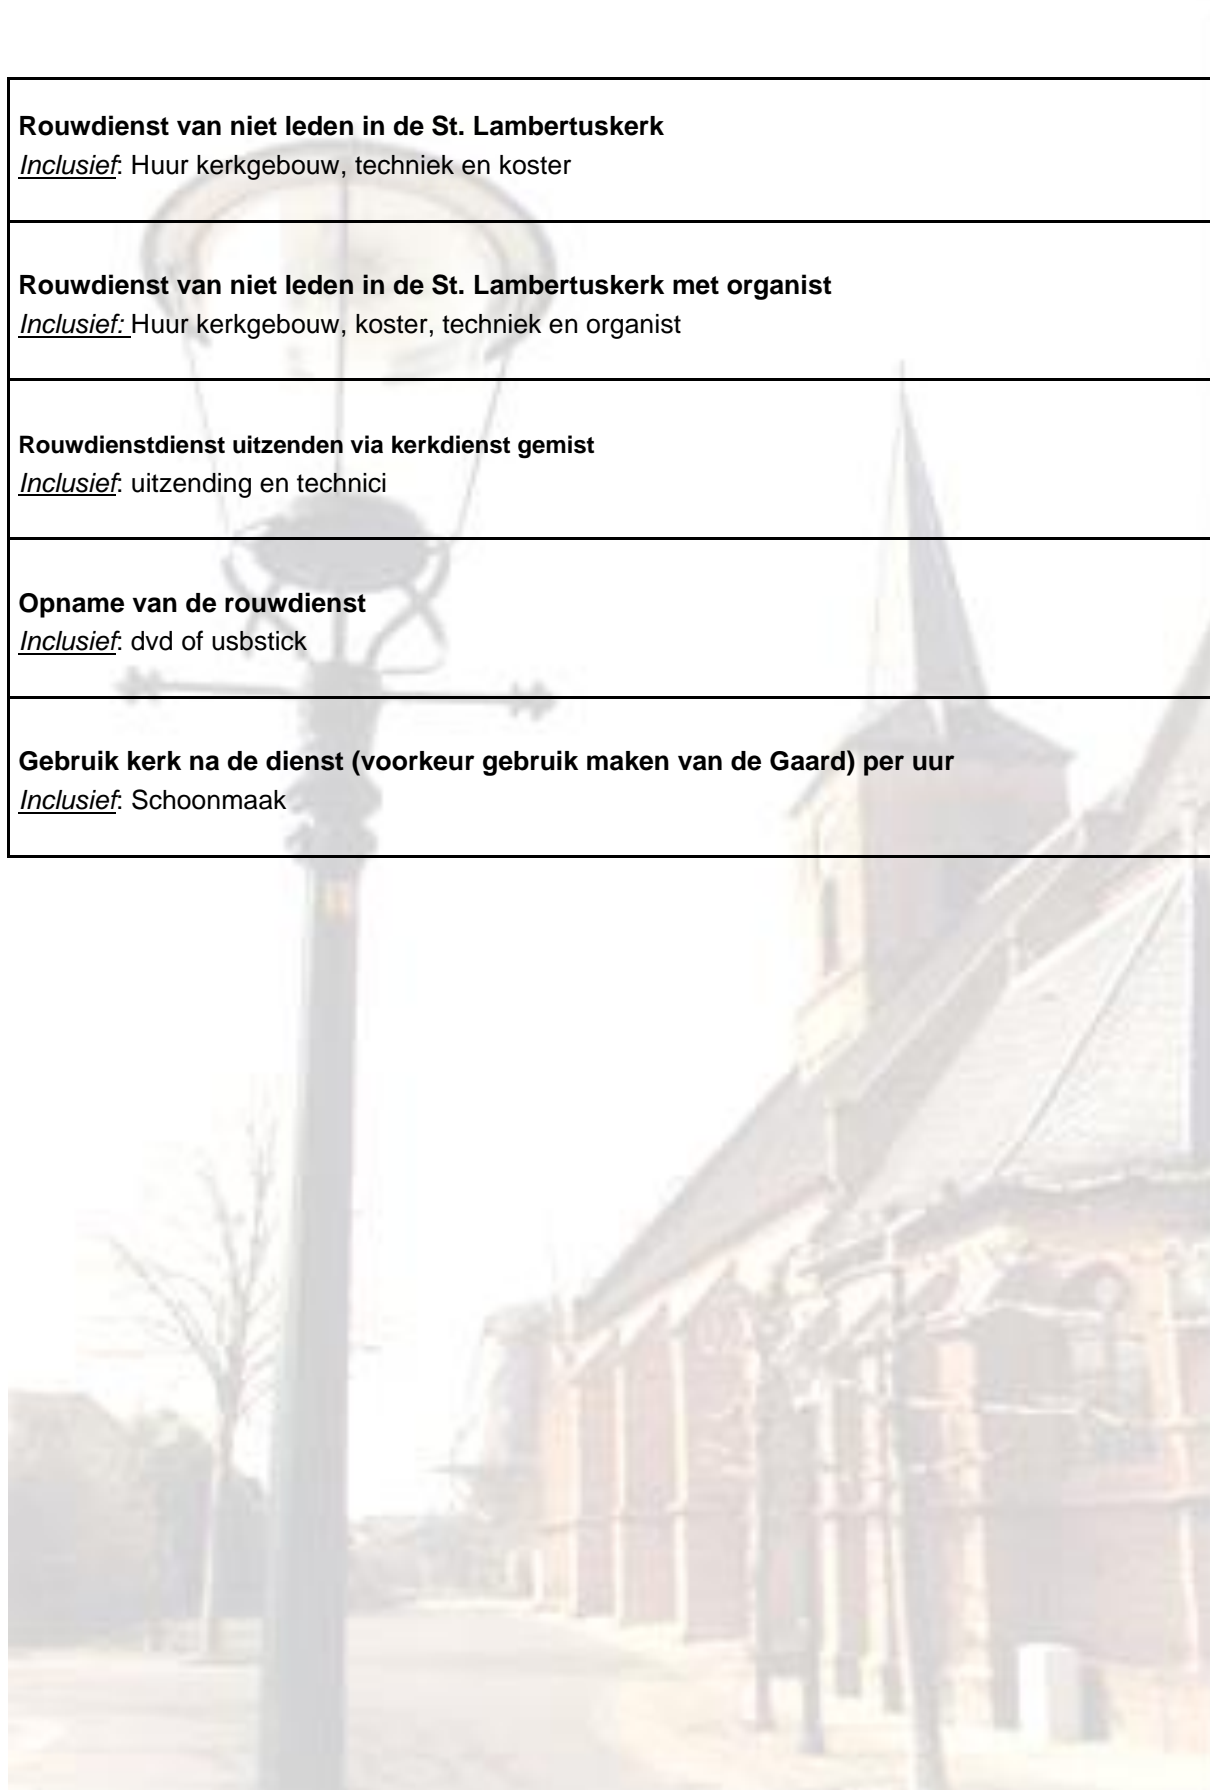 Rouwdienst van niet leden in de St. Lambertuskerk
Inclusief: Huur kerkgebouw, techniek en koster
Rouwdienst van niet leden in de St. Lambertuskerk met organist
Inclusief: Huur kerkgebouw, koster, techniek en organist
Rouwdienstdienst uitzenden via kerkdienst gemist
Inclusief: uitzending en technici
Opname van de rouwdienst
Inclusief: dvd of usbstick
Gebruik kerk na de dienst (voorkeur gebruik maken van de Gaard) per uur
Inclusief: Schoonmaak